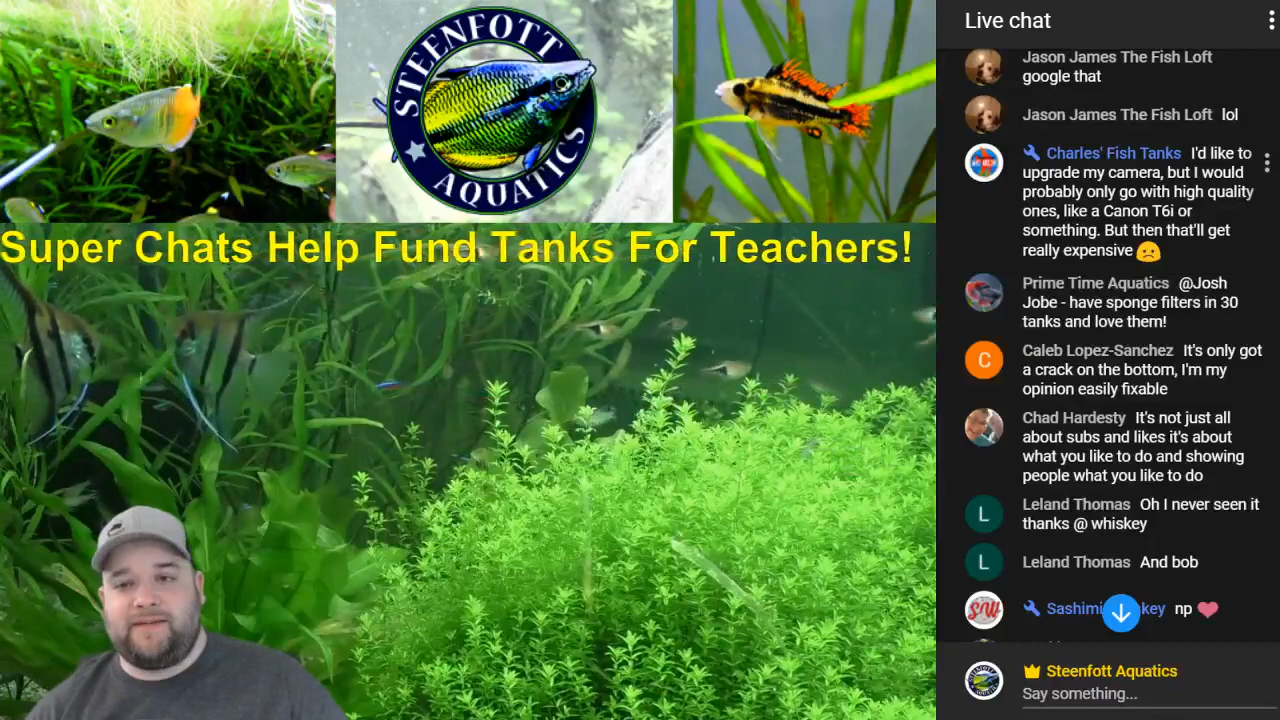 STEENFOTT
AQUATICS
Super Chats Help Fund Tanks For Teachers!
Live chat
Jason James The Fish Loft
google that
Jason James The Fish Loft lol
Charles' Fish Tanks I'd like to
upgrade my camera, but I would
probably only go with high quality
ones, like a Canon T6i or
something. But then that'll get
really expensive
Prime Time Aquatics @Josh
Jobe - have sponge filters in 30
tanks and love them!
C
Caleb Lopez-Sanchez It's only got
a crack on the bottom, I'm my
opinion easily fixable
Chad Hardesty It's not just all
about subs and likes it's about
what you like to do and showing
people what you like to do
L
Leland Thomas Oh I never seen it
thanks @ whiskey
L
Leland Thomas And bob
np
Steenfott Aquatics
Say something...